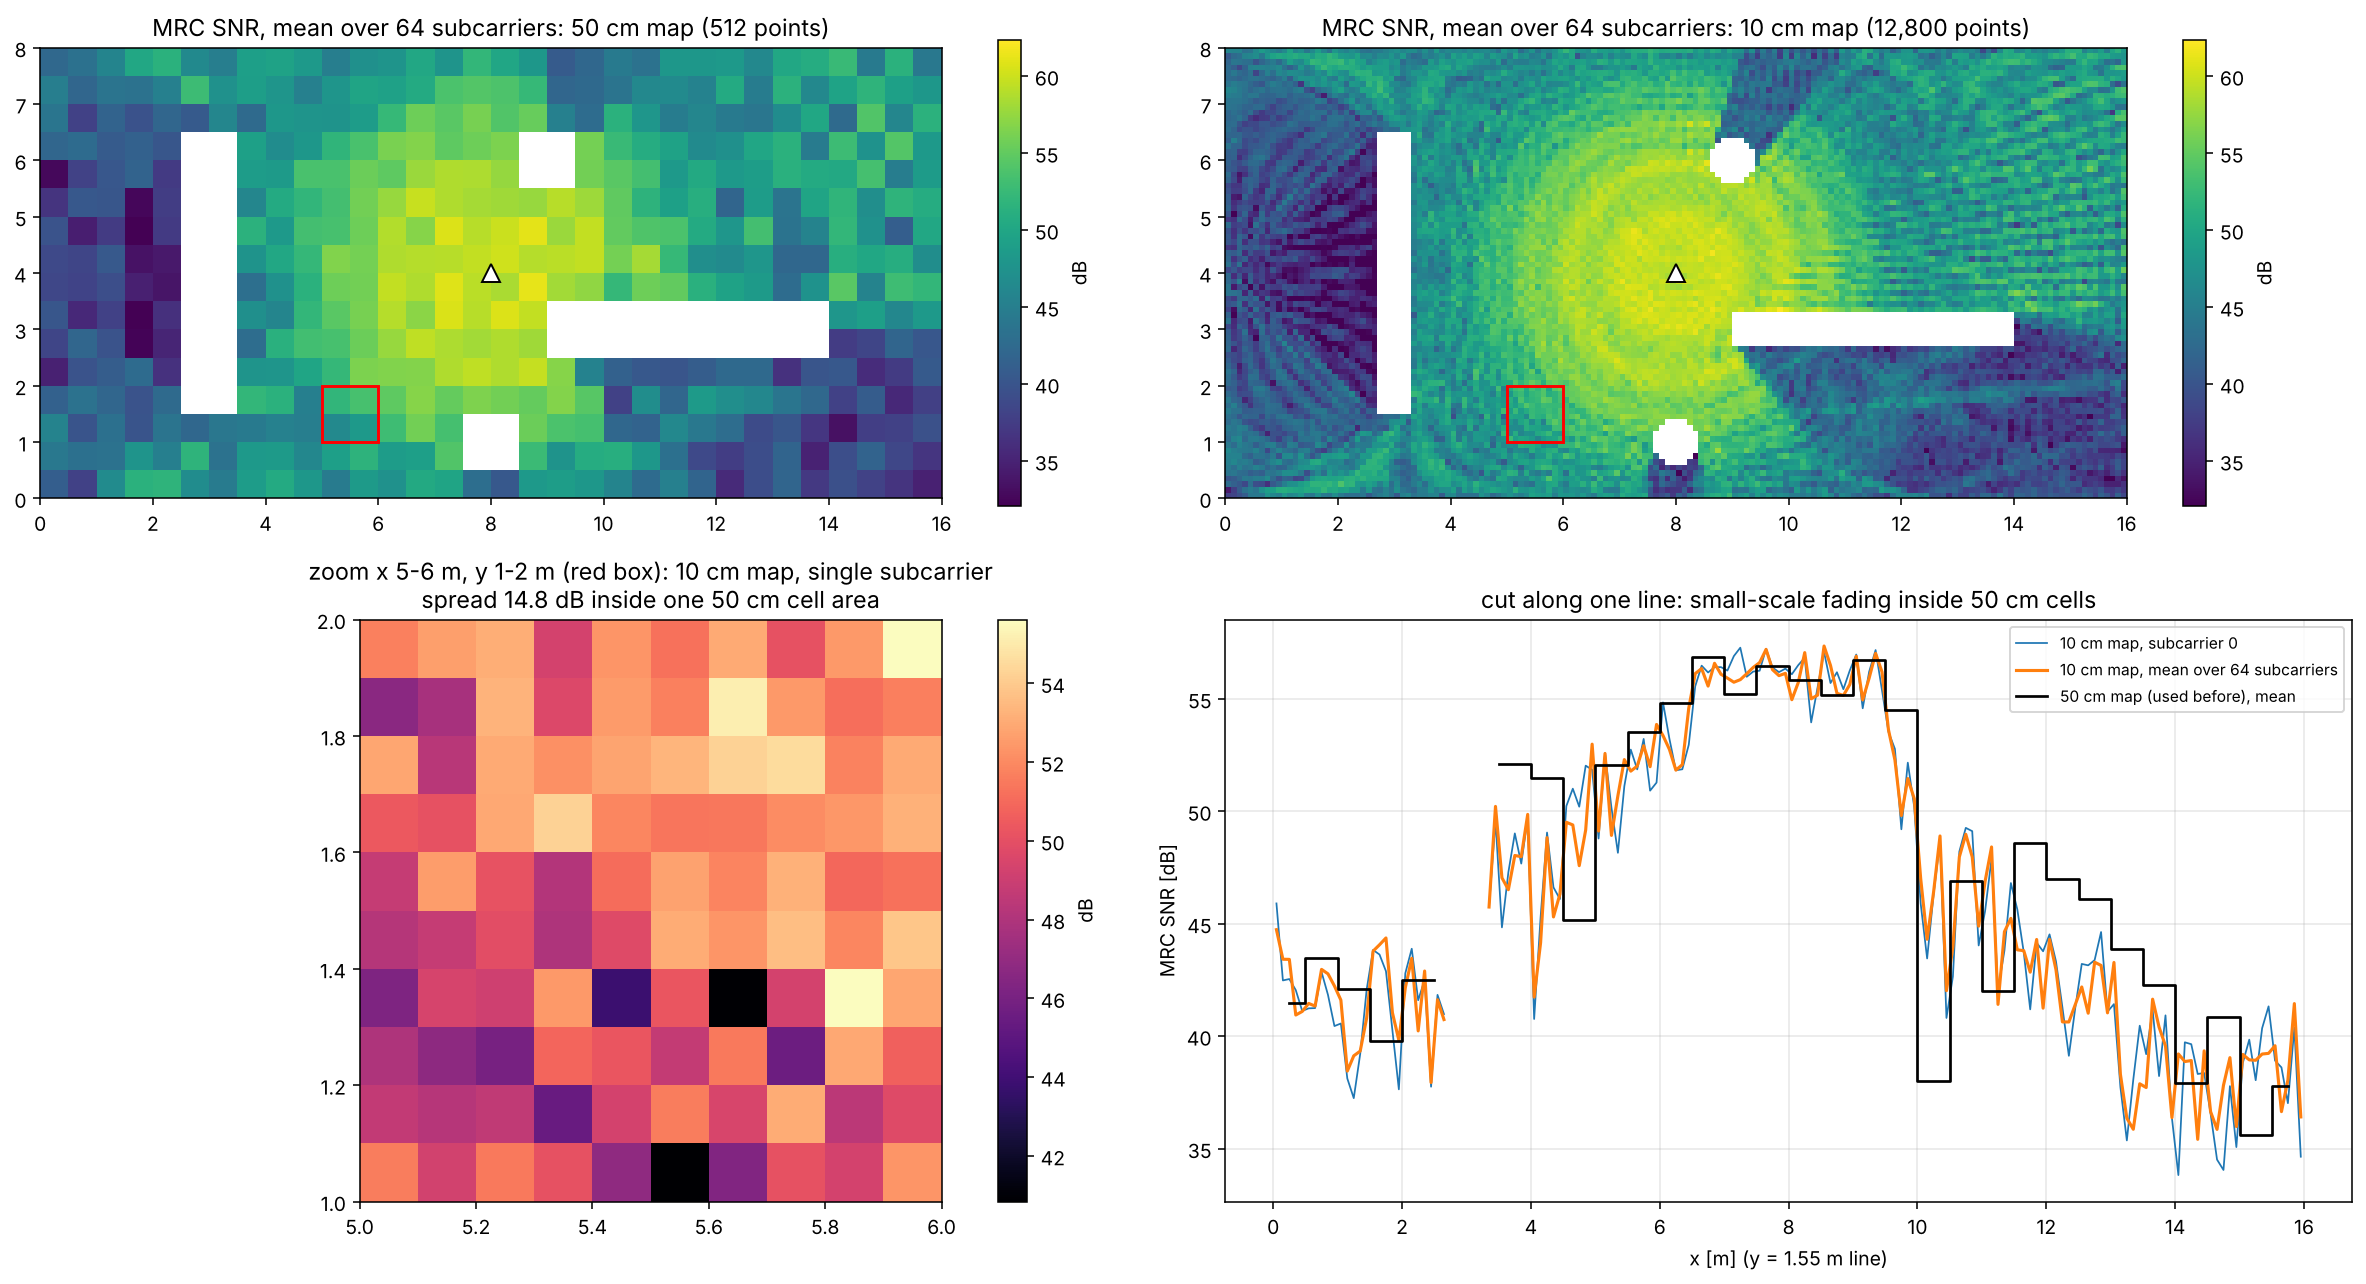 MRC SNR, mean over 64 subcarriers: 50 cm map (512 points)
8
7
6
5
4
3
2
1
0
0 2 4 6 8 10 12 14 16
60
55
50
45
40
35
dB
MRC SNR, mean over 64 subcarriers: 10 cm map (12,800 points)
8
7
6
5
4
3
2
1
0
0 2 4 6 8 10 12 14 16
60
55
50
45
40
35
dB
zoom x 5-6 m, y 1-2 m (red box): 10 cm map, single subcarrier
spread 14.8 dB inside one 50 cm cell area
2.0
1.8
1.6
1.4
1.2
1.0
5.0 5.2 5.4 5.6 5.8 6.0
54
52
50
48
46
44
42
dB
cut along one line: small-scale fading inside 50 cm cells
10 cm map, subcarrier 0
10 cm map, mean over 64 subcarriers
50 cm map (used before), mean
MRC SNR [dB]
55
50
45
40
35
0 2 4 6 8 10 12 14 16
x [m] (y = 1.55 m line)